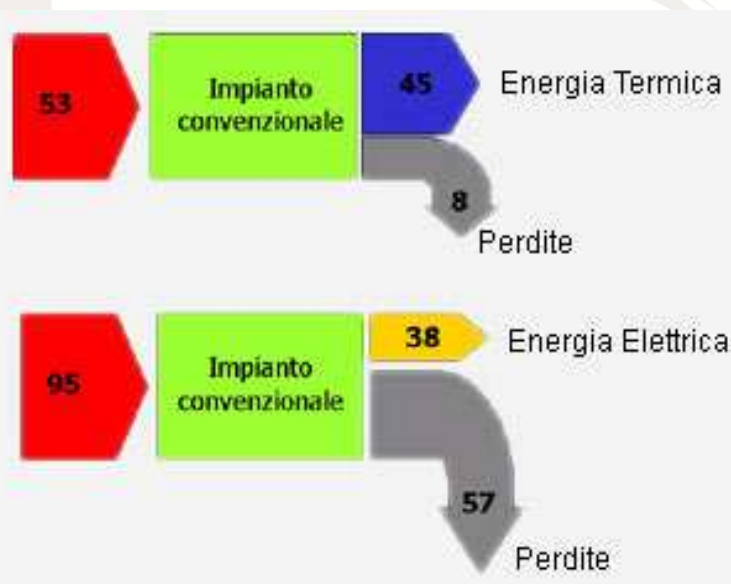 53
Impianto
convenzionale
45
Energia Termica
8
Perdite
95
Impianto
convenzionale
38
Energia Elettrica
57
Perdite